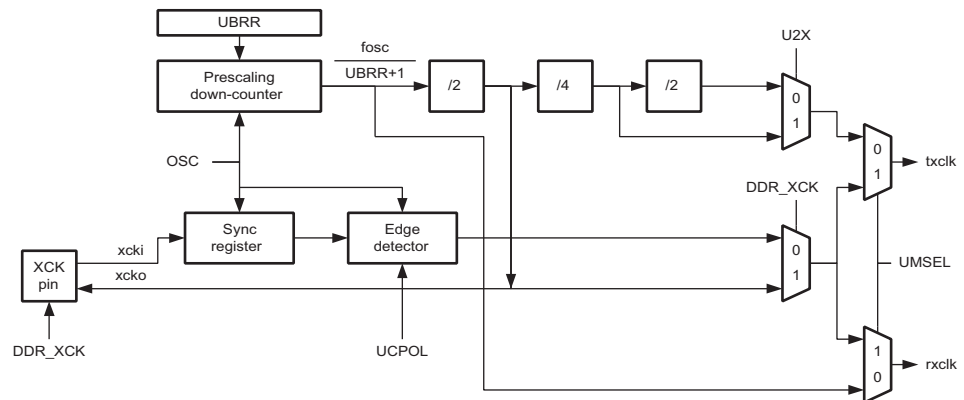 UBRR
U2X
fosc
UBRR+1
Prescaling
down-counter
/2
/4
/2
0
1
OSC
0
1
txclk
DDR_XCK
Sync
register
Edge
detector
xcki
0
1
XCK
pin
xcko
UMSEL
DDR_XCK
UCPOL
1
0
rxclk